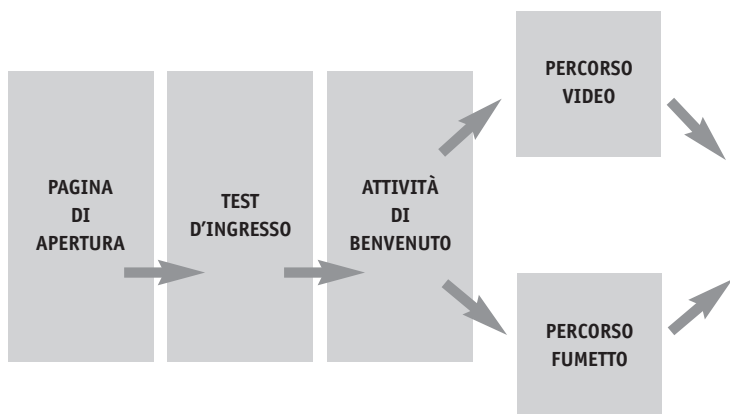 PAGINA
DI
APERTURA
TEST
D’INGRESSO
ATTIVITÀ
DI
BENVENUTO
PERCORSO
VIDEO
PERCORSO
FUMETTO